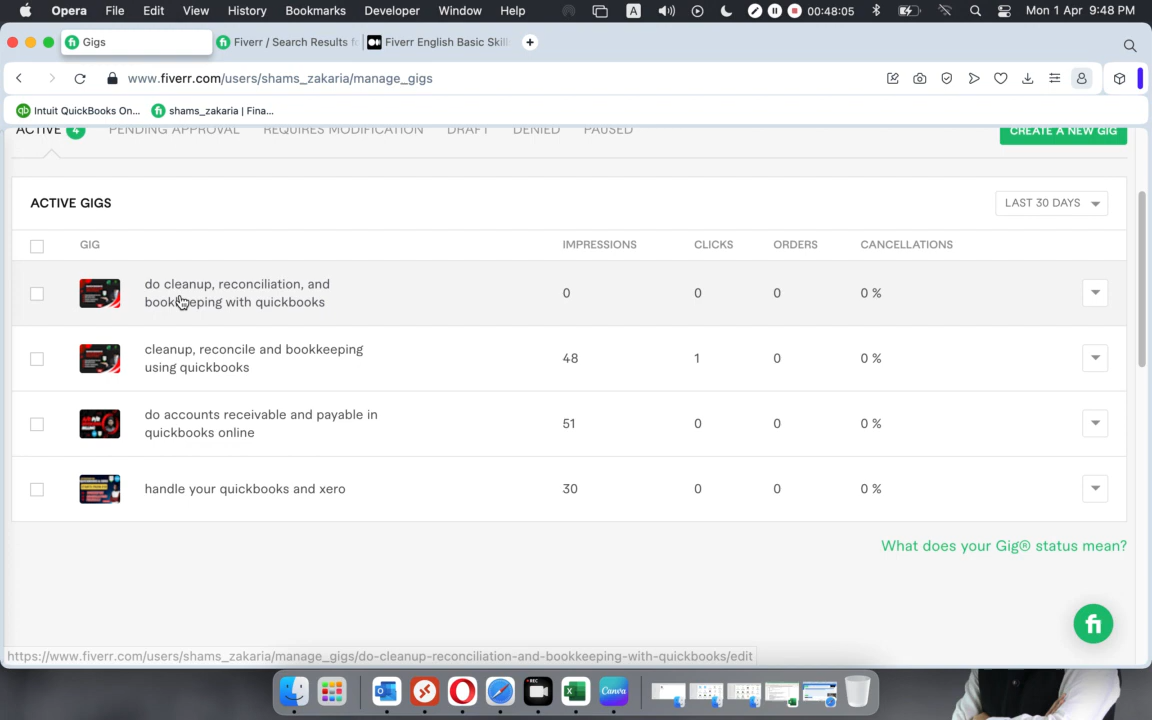 Opera File Edit View History Bookmarks Developer Window Help A 00:48:05 Mon 1 Apr 9:48 PM
Gigs Fiverr / Search Results f Fiverr English Basic Skil
www.fiverr.com/users/shams_zakaria/manage_gigs
qb Intuit QuickBooks On... fi shams_zakaria | Fina...
ACTIVE 4 PENDING APPROVAL REQUIRES MODIFICATION DRAFT DENIED PAUSED CREATE A NEW GIG
ACTIVE GIGS LAST 30 DAYS
GIG IMPRESSIONS CLICKS ORDERS CANCELLATIONS
do cleanup, reconciliation, and
bookkeeping with quickbooks 0 0 0 0 %
cleanup, reconcile and bookkeeping
using quickbooks 48 1 0 0 %
do accounts receivable and payable in
quickbooks online 51 0 0 0 %
handle your quickbooks and xero 30 0 0 0 %
What does your Gig® status mean?
fi
https://www.fiverr.com/users/shams_zakaria/manage_gigs/do-cleanup-reconciliation-and-bookkeeping-with-quickbooks/edit
REC
Canva